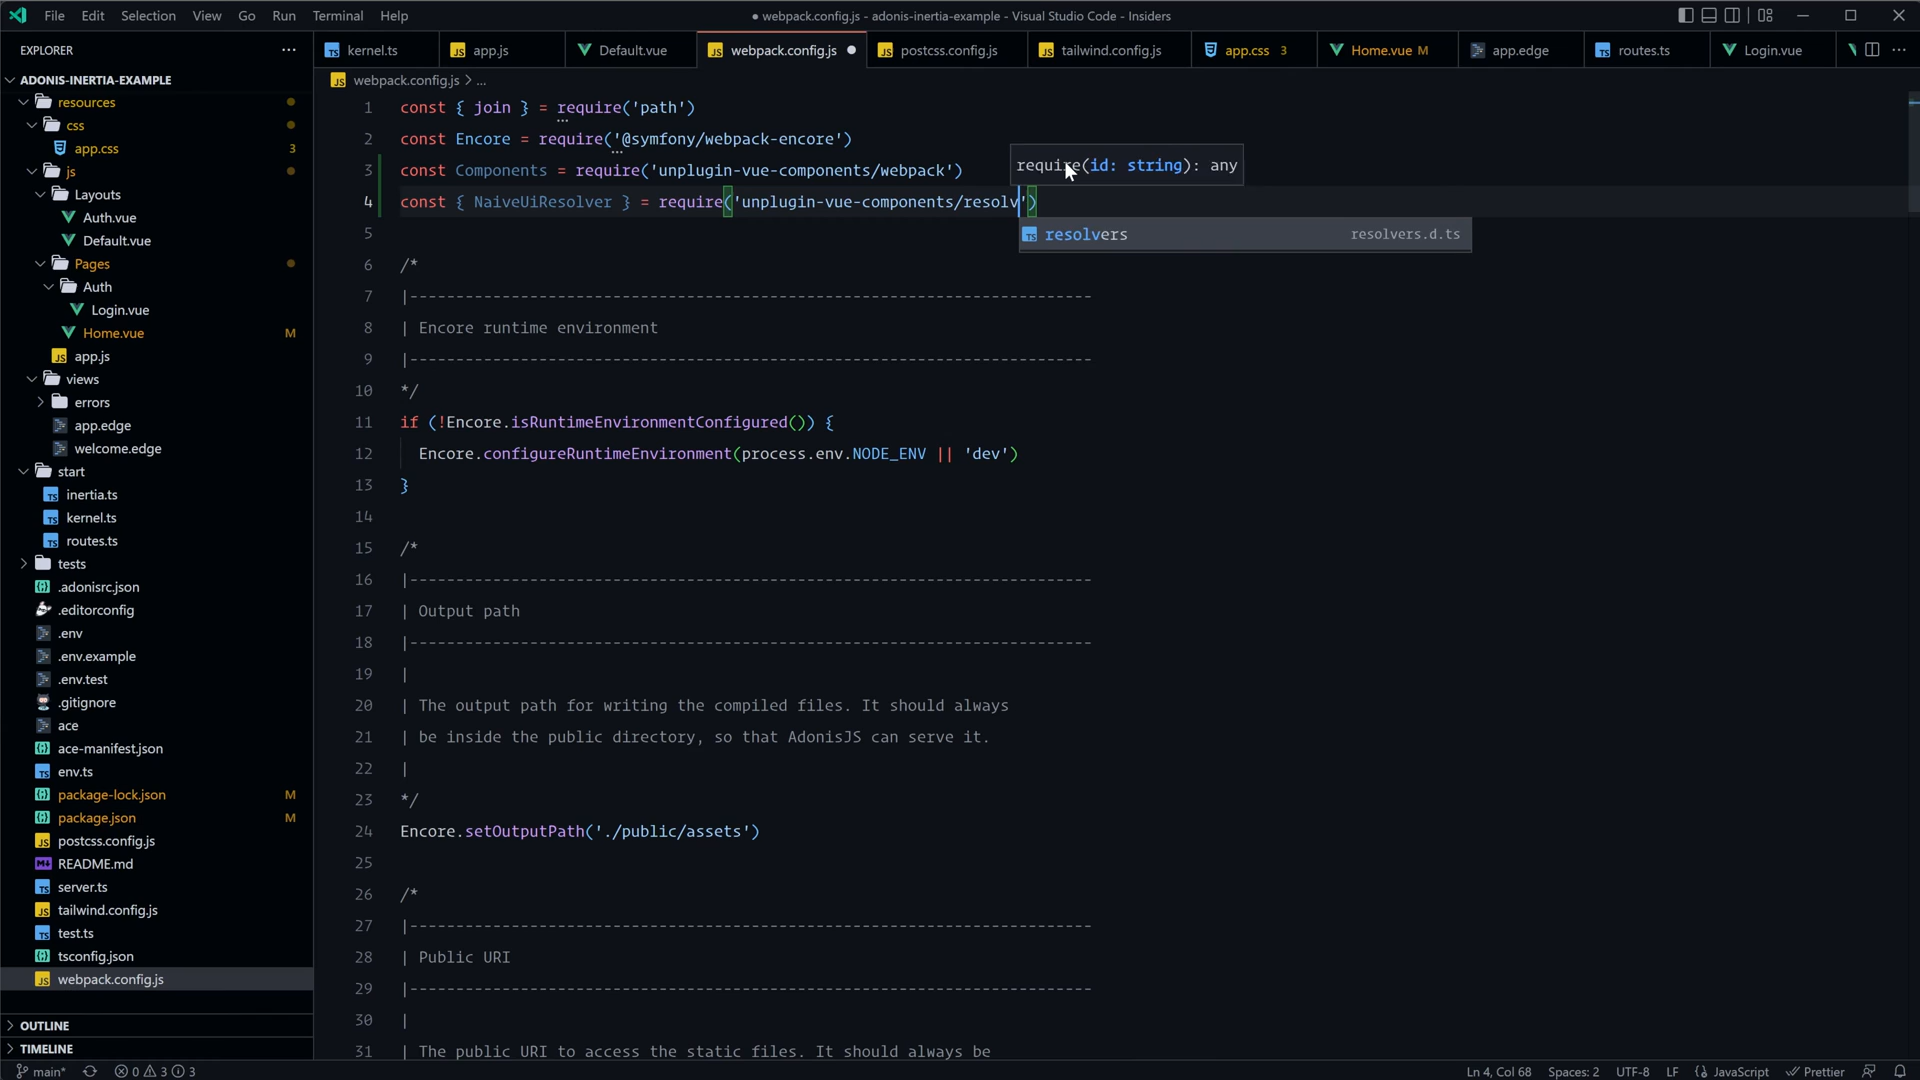 File Edit Selection View Go Run Terminal Help
● webpack.config.js - adonis-inertia-example - Visual Studio Code - Insiders
EXPLORER
kernel.ts app.js Default.vue webpack.config.js postcss.config.js tailwind.config.js app.css 3 Home.vue M app.edge routes.ts Login.vue
ADONIS-INERTIA-EXAMPLE
resources
css
app.css 3
js
Layouts
Auth.vue
Default.vue
Pages
Auth
Login.vue
Home.vue M
app.js
views
errors
app.edge
welcome.edge
start
inertia.ts
kernel.ts
routes.ts
tests
.adonisrc.json
.editorconfig
.env
.env.example
.env.test
.gitignore
ace
ace-manifest.json
env.ts
package-lock.json M
package.json M
postcss.config.js
README.md
server.ts
tailwind.config.js
test.ts
tsconfig.json
webpack.config.js
OUTLINE
TIMELINE
webpack.config.js > ...
1 const { join } = require('path')
2 const Encore = require('@symfony/webpack-encore')
3 const Components = require('unplugin-vue-components/webpack')
require(id: string): any
4 const { NaiveUiResolver } = require('unplugin-vue-components/resolv')
resolvers resolvers.d.ts
5
6 /*
7 |--------------------------------------------------------------------------
8 | Encore runtime environment
9 |--------------------------------------------------------------------------
10 */
11 if (!Encore.isRuntimeEnvironmentConfigured()) {
12 Encore.configureRuntimeEnvironment(process.env.NODE_ENV || 'dev')
13 }
14
15 /*
16 |--------------------------------------------------------------------------
17 | Output path
18 |--------------------------------------------------------------------------
19 |
20 | The output path for writing the compiled files. It should always
21 | be inside the public directory, so that AdonisJS can serve it.
22 |
23 */
24 Encore.setOutputPath('./public/assets')
25
26 /*
27 |--------------------------------------------------------------------------
28 | Public URI
29 |--------------------------------------------------------------------------
30 |
31 | The public URI to access the static files. It should always be
main* 0 3 3 Ln 4, Col 68 Spaces: 2 UTF-8 LF JavaScript Prettier